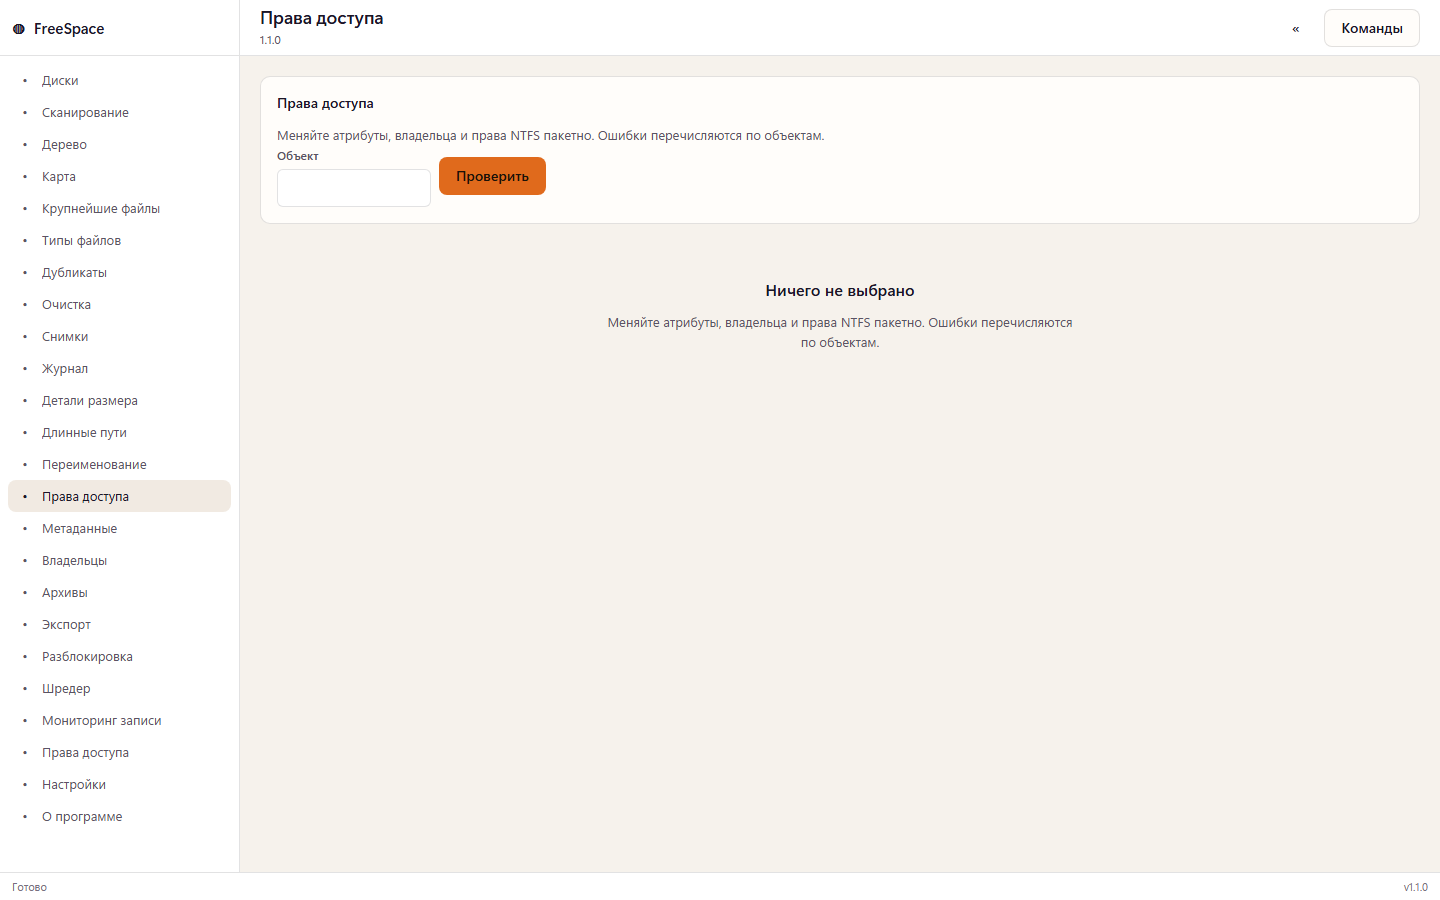 FreeSpace
Права доступа
1.1.0
«
Команды
• Диски
• Сканирование
• Дерево
• Карта
• Крупнейшие файлы
• Типы файлов
• Дубликаты
• Очистка
• Снимки
• Журнал
• Детали размера
• Длинные пути
• Переименование
• Права доступа
• Метаданные
• Владельцы
• Архивы
• Экспорт
• Разблокировка
• Шредер
• Мониторинг записи
• Права доступа
• Настройки
• О программе
Права доступа
Меняйте атрибуты, владельца и права NTFS пакетно. Ошибки перечисляются по объектам.
Объект
Проверить
Ничего не выбрано
Меняйте атрибуты, владельца и права NTFS пакетно. Ошибки перечисляются
по объектам.
Готово
v1.1.0